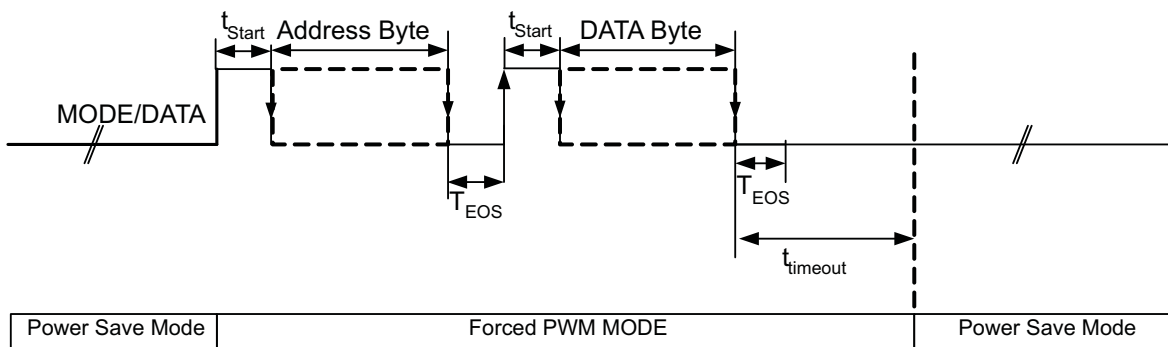 tStart Address Byte tStart DATA Byte
MODE/DATA
TEOS TEOS
ttimeout
Power Save Mode Forced PWM MODE Power Save Mode